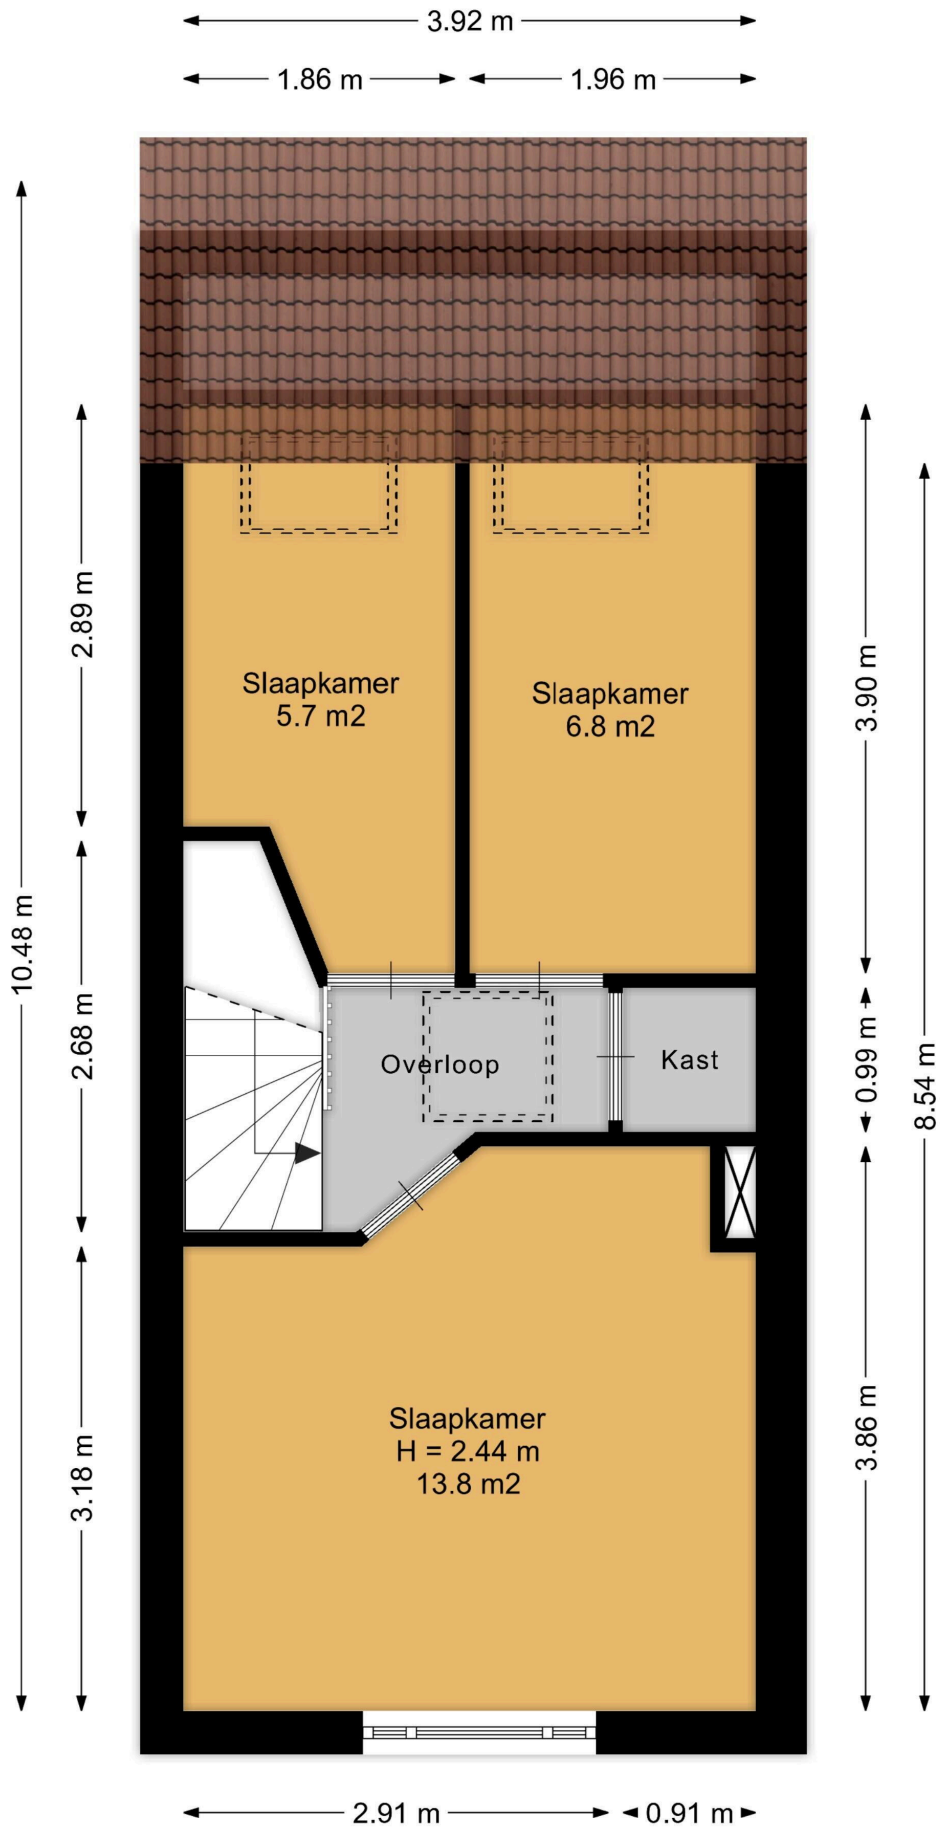 3.92 m
1.86 m
1.96 m
10.48 m
2.89 m
3.90 m
Slaapkamer
5.7 m2
Slaapkamer
6.8 m2
2.68 m
0.99 m
8.54 m
Overloop
Kast
3.18 m
3.86 m
Slaapkamer
H = 2.44 m
13.8 m2
2.91 m
0.91 m